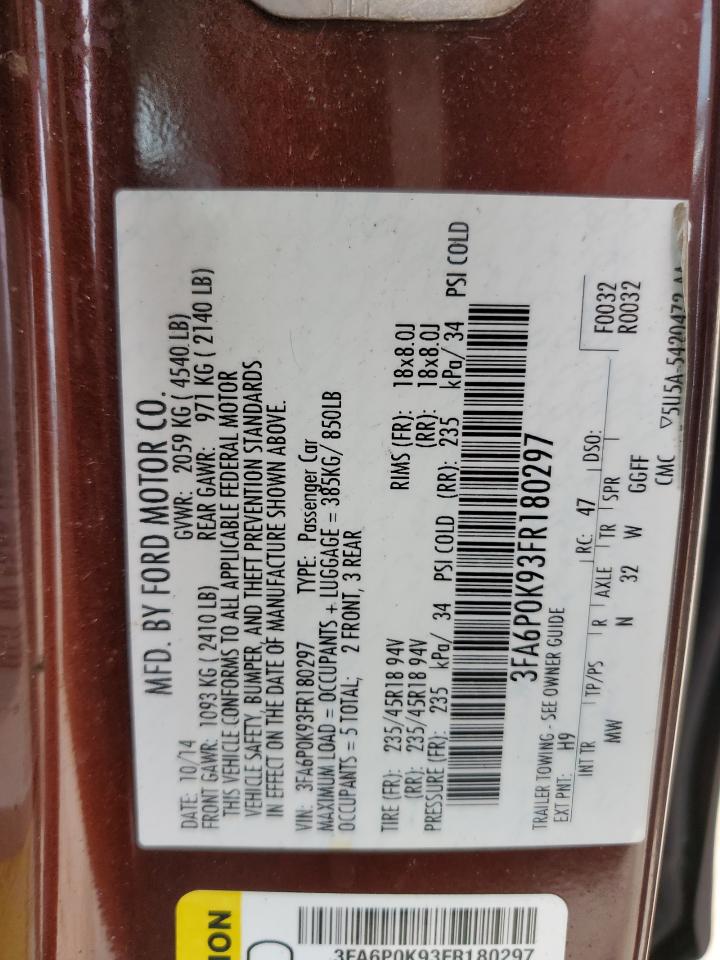 MFD. BY FORD MOTOR CO.
DATE: 10/14 GVWR: 2059 KG ( 4540 LB)
FRONT GAWR: 1093 KG ( 2410 LB) REAR GAWR: 971 KG ( 2140 LB)
THIS VEHICLE CONFORMS TO ALL APPLICABLE FEDERAL MOTOR
VEHICLE SAFETY, BUMPER, AND THEFT PREVENTION STANDARDS
IN EFFECT ON THE DATE OF MANUFACTURE SHOWN ABOVE.
VIN: 3FA6P0K93FR180297 TYPE: Passenger Car
MAXIMUM LOAD = OCCUPANTS + LUGGAGE = 385KG/ 850LB
OCCUPANTS = 5 TOTAL; 2 FRONT, 3 REAR
TIRE (FR): 235/45R18 94V RIMS (FR): 18x8.0J
(RR): 235/45R18 94V (RR): 18x8.0J
PRESSURE (FR): 235 kPa/ 34 PSI COLD (RR): 235 kPa/ 34 PSI COLD
3FA6P0K93FR180297
TRAILER TOWING - SEE OWNER GUIDE
EXT PNT: H9 RC: 47 DSO: F0032
R0032
INT TR TP/PS R AXLE TR SPR
MW N 32 W GGFF
CMC ▽5U5A-5420472-AA
ION
3FA6P0K93FR180297